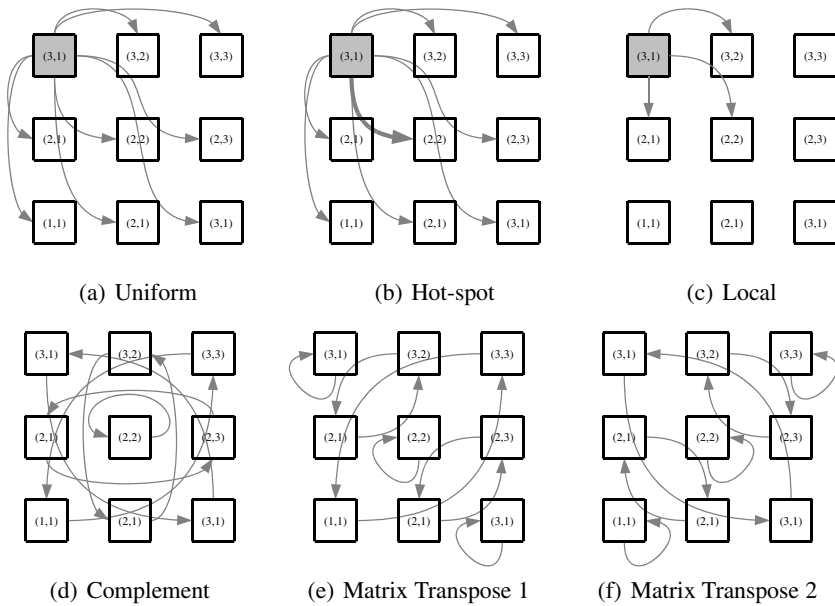 (3,1) (3,2) (3,3) (3,1) (3,2) (3,3) (3,1) (3,2) (3,3)
(2,1) (2,2) (2,3) (2,1) (2,2) (2,3) (2,1) (2,2) (2,3)
(1,1) (2,1) (3,1) (1,1) (2,1) (3,1) (1,1) (2,1) (3,1)
(a) Uniform (b) Hot-spot (c) Local
(3,1) (3,2) (3,3) (3,1) (3,2) (3,3) (3,1) (3,2) (3,3)
(2,1) (2,2) (2,3) (2,1) (2,2) (2,3) (2,1) (2,2) (2,3)
(1,1) (2,1) (3,1) (1,1) (2,1) (3,1) (1,1) (2,1) (3,1)
(d) Complement (e) Matrix Transpose 1 (f) Matrix Transpose 2